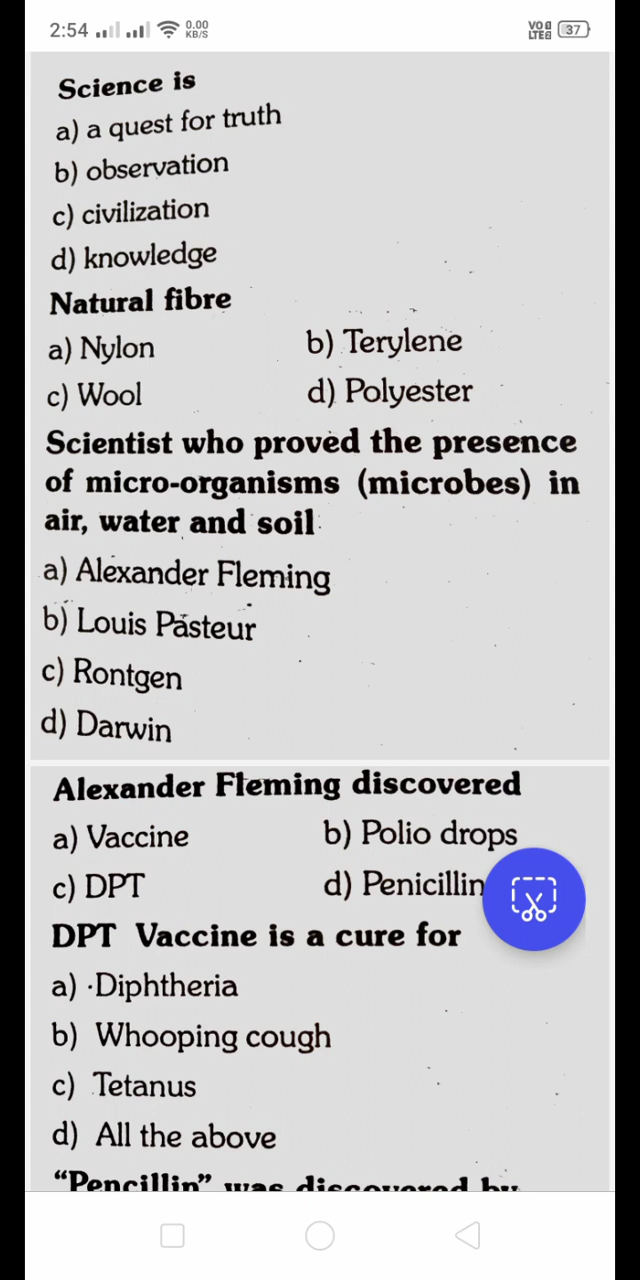 2:54 0.00 KB/S VO LTE 37
Science is
a) a quest for truth
b) observation
c) civilization
d) knowledge
Natural fibre
a) Nylon b) Terylene
c) Wool d) Polyester
Scientist who proved the presence
of micro-organisms (microbes) in
air, water and soil
a) Alexander Fleming
b) Louis Pasteur
c) Rontgen
d) Darwin
Alexander Fleming discovered
a) Vaccine b) Polio drops
c) DPT d) Penicillin
DPT Vaccine is a cure for
a) Diphtheria
b) Whooping cough
c) Tetanus
d) All the above
“Pencillin” was discovered by